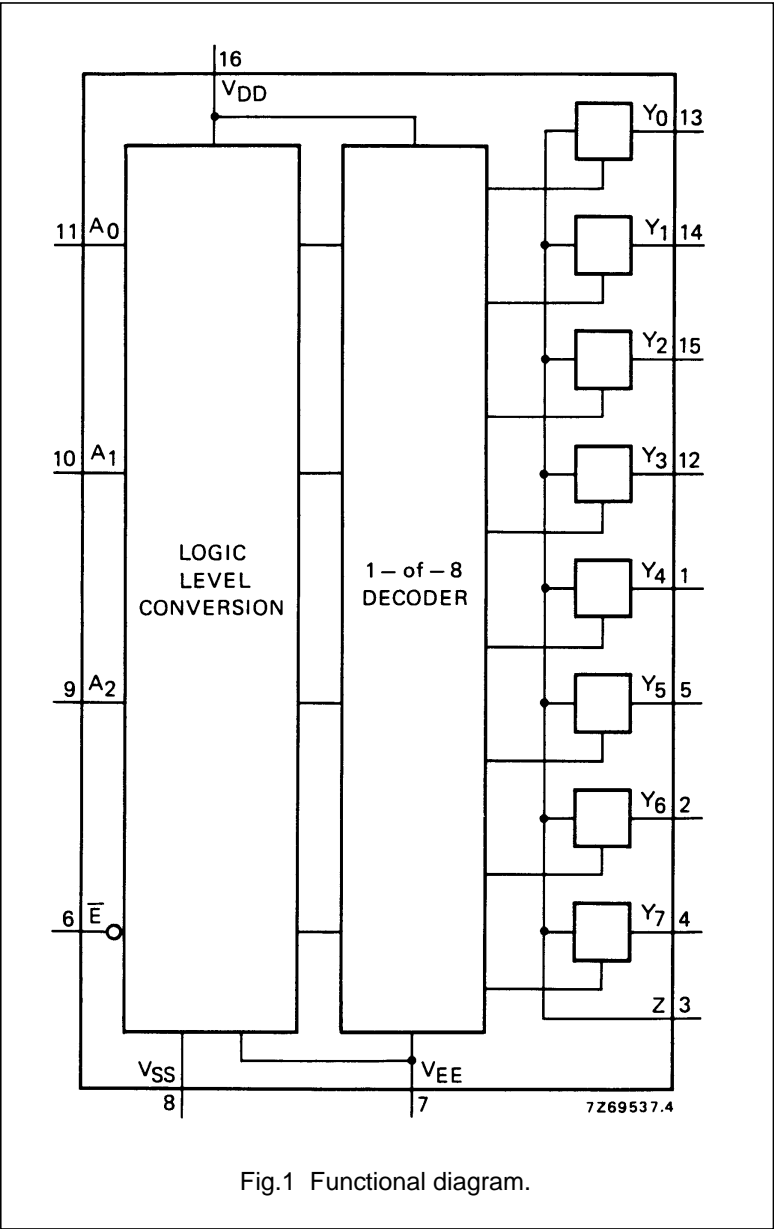 16
VDD
Y0 13
11 A0
Y1 14
Y2 15
10 A1
Y3 12
LOGIC
LEVEL
CONVERSION
1 – of – 8
DECODER
Y4 1
9 A2
Y5 5
Y6 2
6 E̅
Y7 4
Z 3
VSS
VEE
8
7
7Z69537.4
Fig.1 Functional diagram.